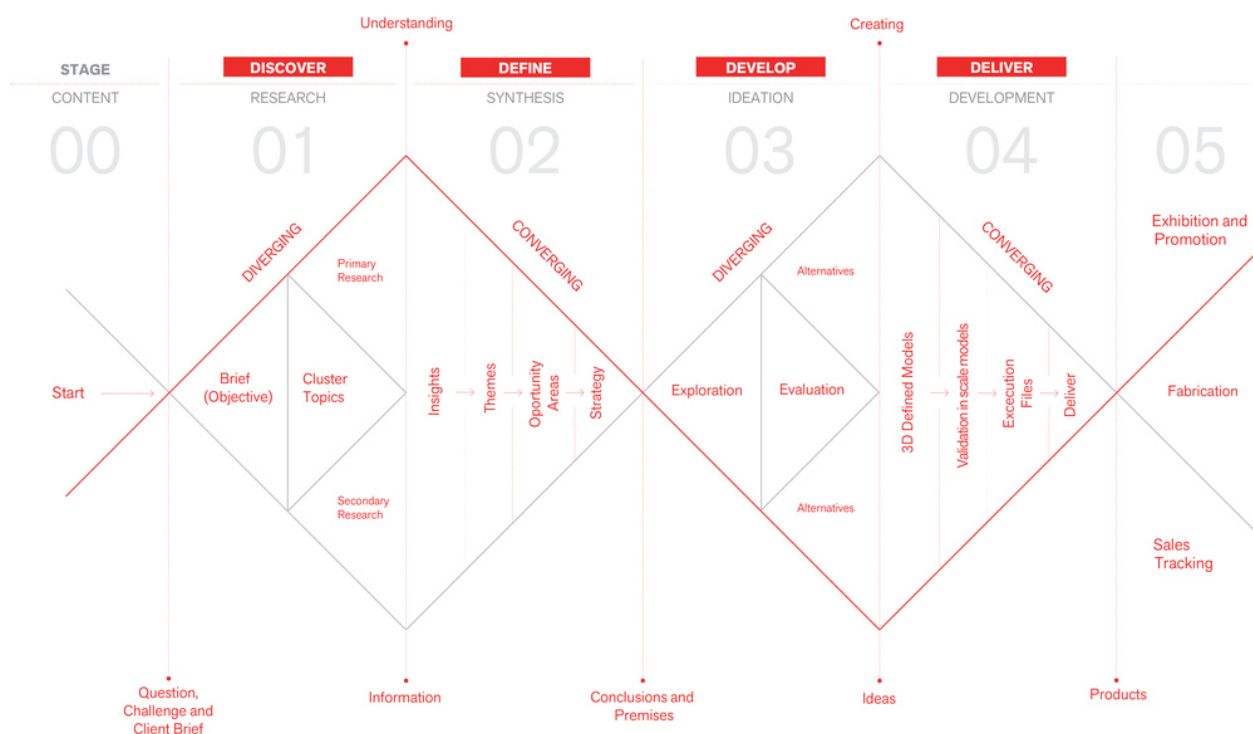 Understanding
Creating
STAGE
DISCOVER
DEFINE
DEVELOP
DELIVER
CONTENT
RESEARCH
SYNTHESIS
IDEATION
DEVELOPMENT
00
01
02
03
04
05
DIVERGING
CONVERGING
DIVERGING
CONVERGING
Exhibition and
Promotion
Primary
Research
Alternatives
Start
Brief
(Objective)
Cluster
Topics
Insights
Themes
Oportunity
Areas
Strategy
Exploration
Evaluation
3D Defined Models
Validation in scale models
Excecution
Files
Deliver
Fabrication
Secondary
Research
Alternatives
Sales
Tracking
Question,
Challenge and
Client Brief
Information
Conclusions and
Premises
Ideas
Products